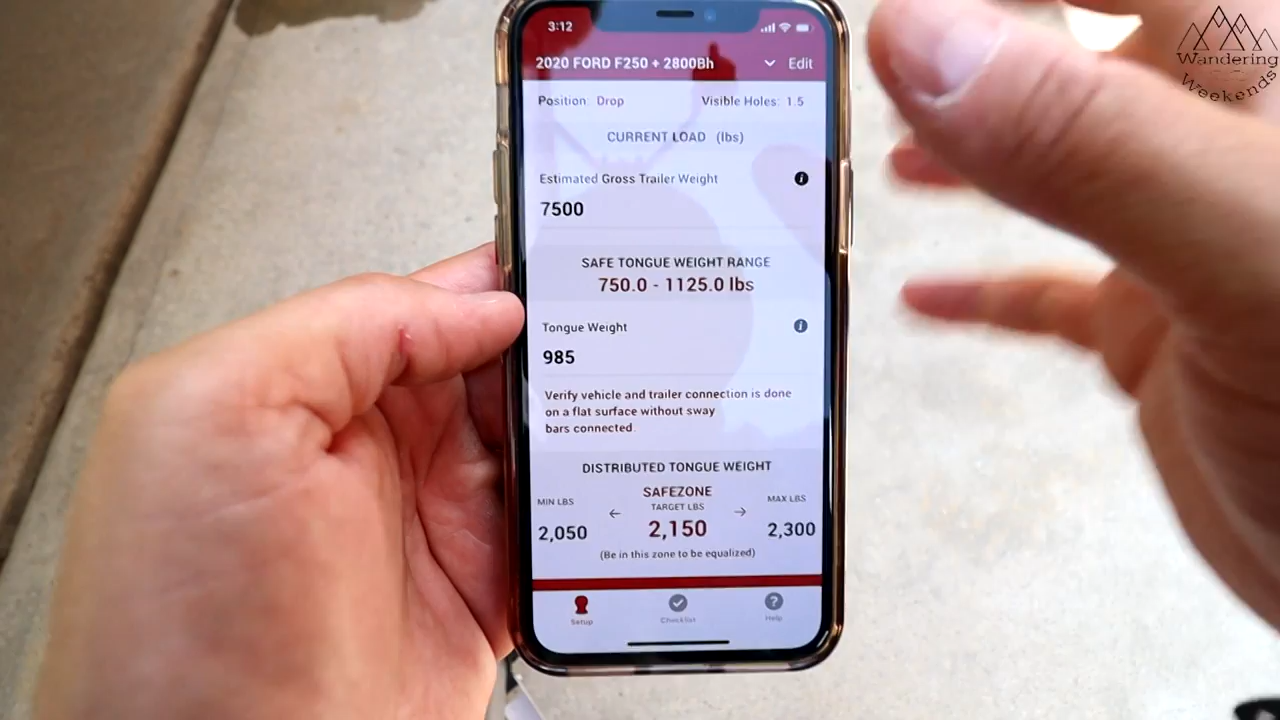 Wandering
Weekends
3:12
2020 FORD F250 + 2800Bh
Edit
Position: Drop
Visible Holes: 1.5
CURRENT LOAD (lbs)
Estimated Gross Trailer Weight
7500
SAFE TONGUE WEIGHT RANGE
750.0 - 1125.0 lbs
Tongue Weight
985
Verify vehicle and trailer connection is done
on a flat surface without sway
bars connected.
DISTRIBUTED TONGUE WEIGHT
SAFEZONE
MIN LBS
TARGET LBS
MAX LBS
2,050
← 2,150 →
2,300
(Be in this zone to be equalized)
Setup
Checklist
Help